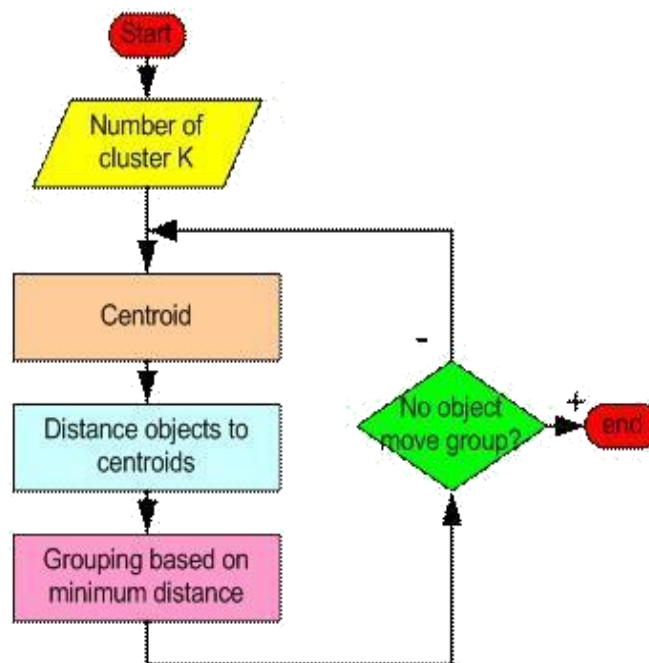 Start
Number of
cluster K
Centroid
Distance objects to
centroids
Grouping based on
minimum distance
-
No object
move group?
+
end